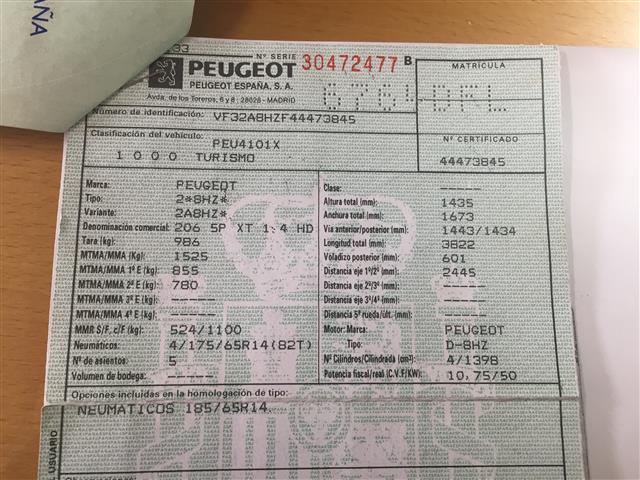 AÑA
33
Nº SERIE 30472477 B
PEUGEOT
PEUGEOT ESPAÑA, S.A.
Avda. de los Toreros, 6 y 8 - 28028 - MADRID
MATRICULA
6764DRL
Número de identificación: VF32A8HZF44473845
Clasificación del vehículo: PEU4101X
1000 TURISMO
Nº CERTIFICADO
44473845
Marca: PEUGEOT
Tipo: 2*8HZ*
Variante: 2A8HZ*
Denominación comercial: 206 5P XT 1.4 HD
Tara (kg): 986
MTMA/MMA (Kg): 1525
MTMA/MMA 1º E (kg): 855
MTMA/MMA 2º E (kg): 780
MTMA/MMA 3º E (kg): -----
MTMA/MMA 4º E (kg): -----
MMR S/F. c/F (kg): 524/1100
Neumáticos: 4/175/65R14(82T)
Nº de asientos: 5
Volumen de bodega: -----
Clase: -----
Altura total (mm): 1435
Anchura total (mm): 1673
Vía anterior/posterior (mm): 1443/1434
Longitud total (mm): 3822
Voladizo posterior (mm): 601
Distancia eje 1º/2º (mm): 2445
Distancia eje 2º/3º (mm): -----
Distancia eje 3º/4º (mm): -----
Distancia 5ª rueda/últ. (mm): -----
Motor: Marca: PEUGEOT
Tipo: D-8HZ
Nº Cilindros/Cilindrada (cm³): 4/1398
Potencia fiscal/real (C.V.F/KW): 10,75/50
Opciones incluidas en la homologación de tipo:
NEUMATICOS 185/65R14.
USUARIO